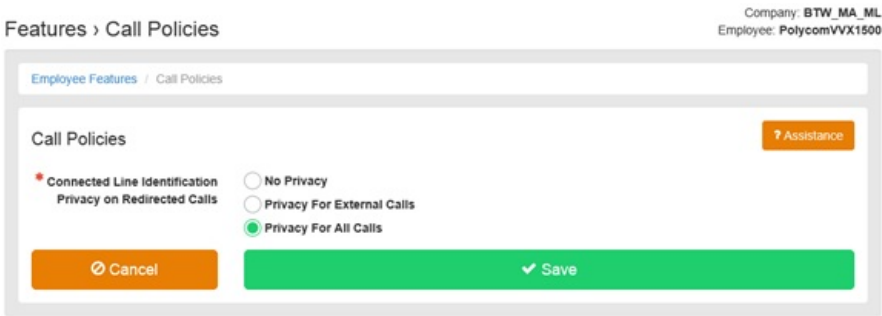 Company: BTW_MA_ML
Features › Call Policies
Employee: PolycomVVX1500
Employee Features / Call Policies
Call Policies
? Assistance
* Connected Line Identification
Privacy on Redirected Calls
No Privacy
Privacy For External Calls
Privacy For All Calls
Cancel
Save